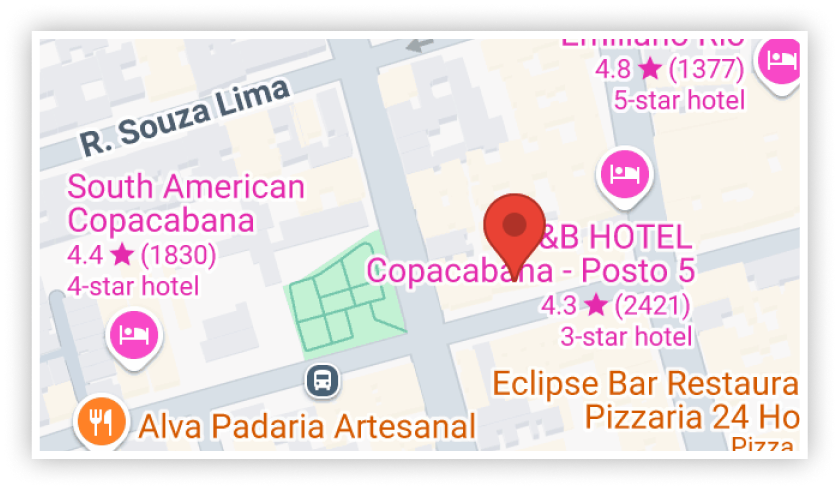 Emiliano Rio
4.8 ★ (1377)
5-star hotel
R. Souza Lima
South American
Copacabana
4.4 ★ (1830)
4-star hotel
&B HOTEL
Copacabana - Posto 5
4.3 ★ (2421)
3-star hotel
Eclipse Bar Restaura
Pizzaria 24 Ho
Pizza
Alva Padaria Artesanal